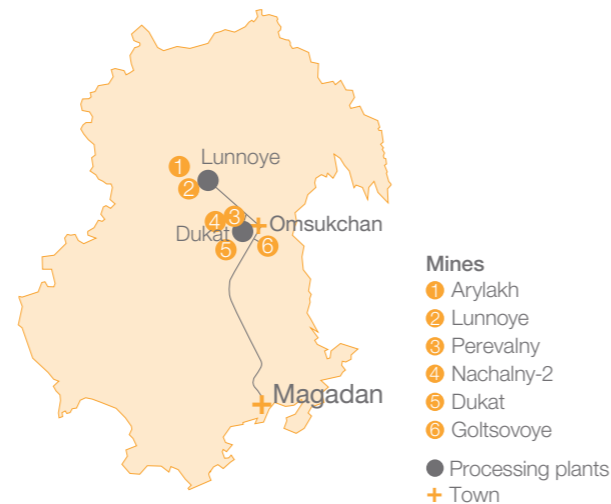 1
Lunnoye
2
4 3
Omsukchan
Dukat
5 6
Magadan
Mines
1 Arylakh
2 Lunnoye
3 Perevalny
4 Nachalny-2
5 Dukat
6 Goltsovoye
Processing plants
Town